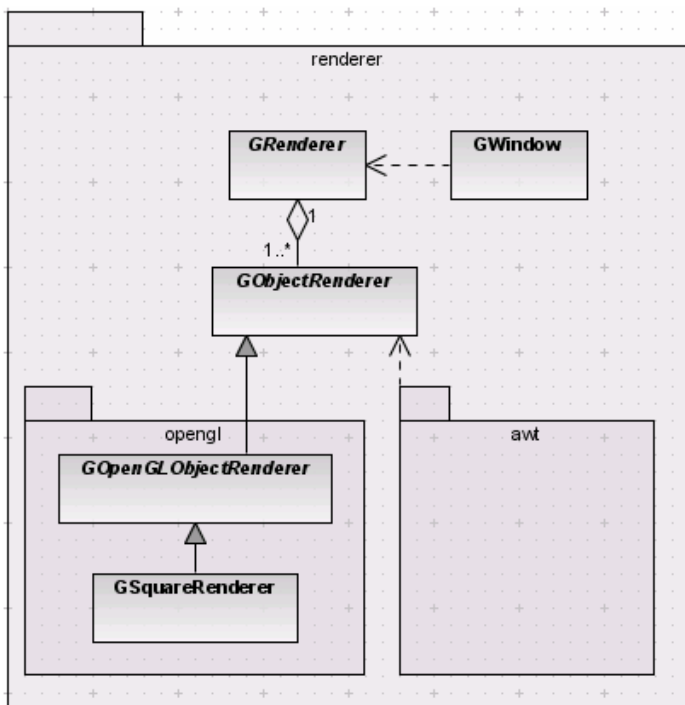 renderer
GRenderer
GWindow
1
1..*
GObjectRenderer
opengl
awt
GOpenGLObjectRenderer
GSquareRenderer